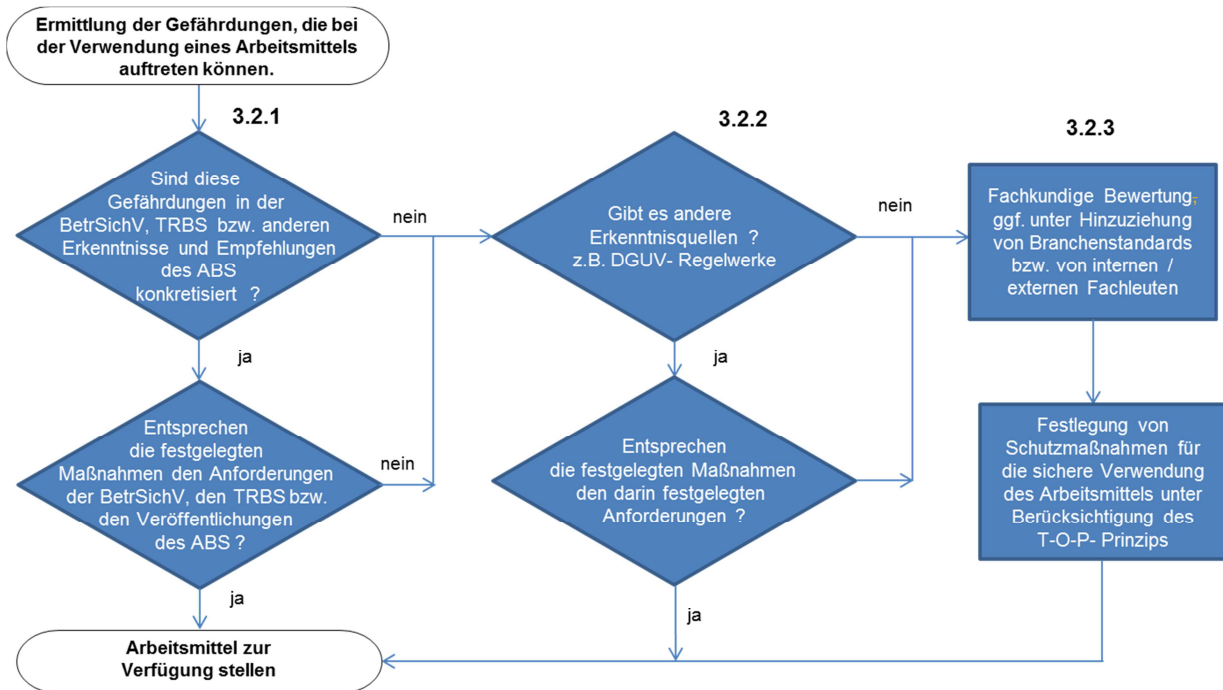 Ermittlung der Gefährdungen, die bei
der Verwendung eines Arbeitsmittels
auftreten können.
3.2.1
Sind diese
Gefährdungen in der
BetrSichV, TRBS bzw. anderen
Erkenntnisse und Empfehlungen
des ABS
konkretisiert ?
nein
ja
Entsprechen
die festgelegten
Maßnahmen den Anforderungen
der BetrSichV, den TRBS bzw.
den Veröffentlichungen
des ABS ?
nein
ja
Arbeitsmittel zur
Verfügung stellen
3.2.2
Gibt es andere
Erkenntnisquellen ?
z.B. DGUV- Regelwerke
nein
ja
Entsprechen
die festgelegten Maßnahmen
den darin festgelegten
Anforderungen ?
ja
3.2.3
Fachkundige Bewertung,
ggf. unter Hinzuziehung
von Branchenstandards
bzw. von internen /
externen Fachleuten
Festlegung von
Schutzmaßnahmen für
die sichere Verwendung
des Arbeitsmittels unter
Berücksichtigung des
T-O-P- Prinzips